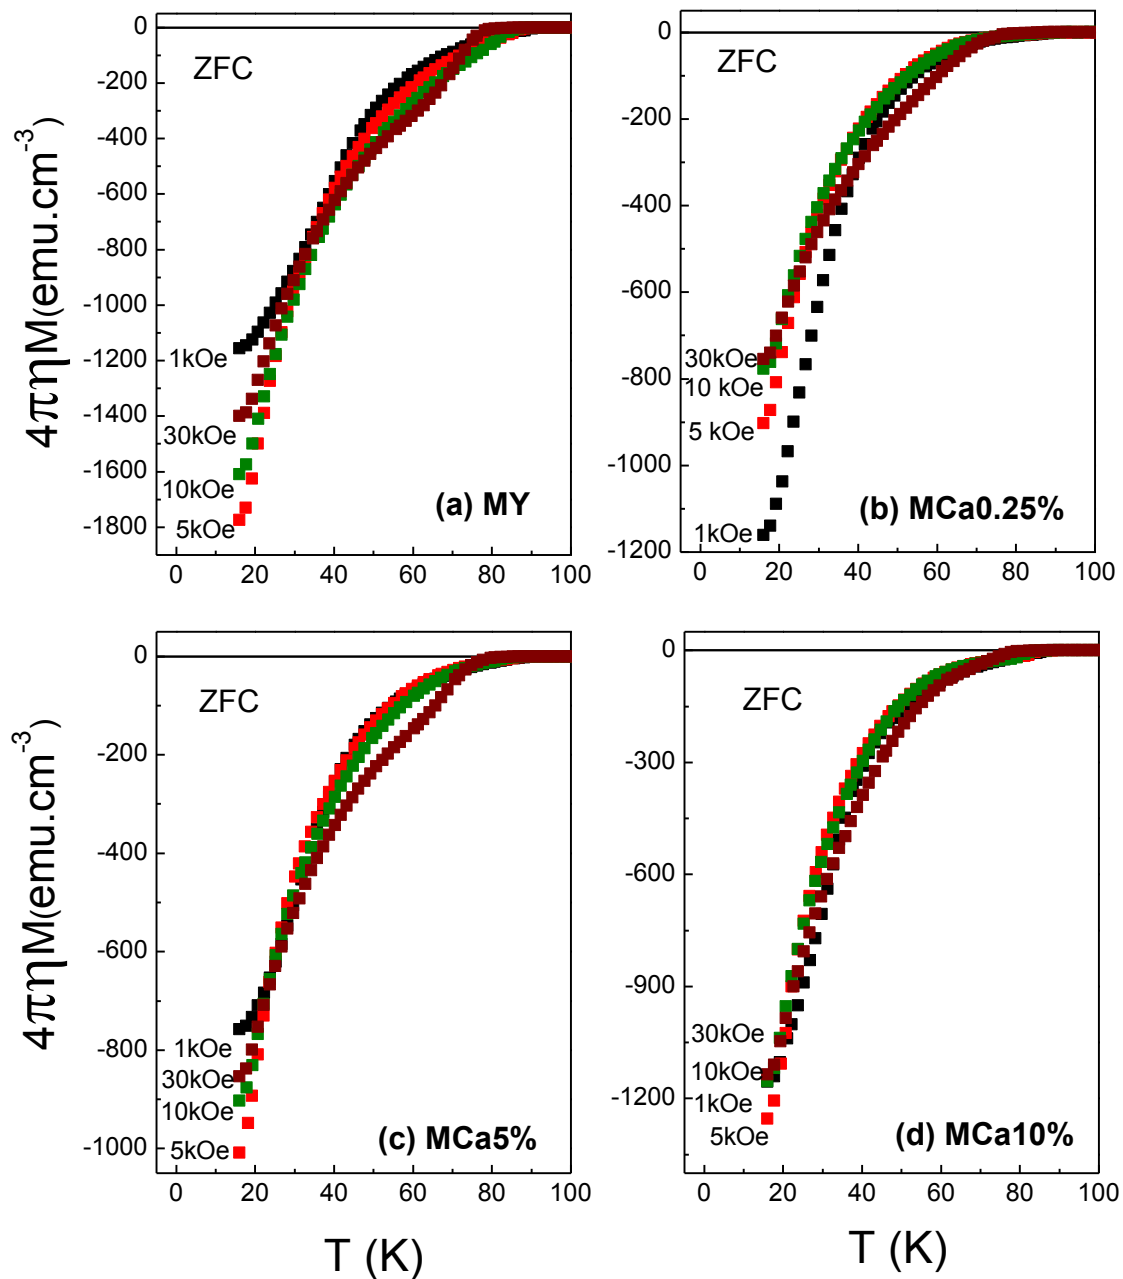 0
-200
-400
-600
-800
-1000
-1200
-1400
-1600
-1800
4πηM(emu.cm⁻³)
ZFC
1kOe
30kOe
10kOe
5kOe
(a) MY
0 20 40 60 80 100
0
-200
-400
-600
-800
-1000
-1200
ZFC
30kOe
10 kOe
5 kOe
1kOe
(b) MCa0.25%
0 20 40 60 80 100
0
-200
-400
-600
-800
-1000
4πηM(emu.cm⁻³)
ZFC
1kOe
30kOe
10kOe
5kOe
(c) MCa5%
0 20 40 60 80 100
T (K)
0
-300
-600
-900
-1200
ZFC
30kOe
10kOe
1kOe
5kOe
(d) MCa10%
0 20 40 60 80 100
T (K)